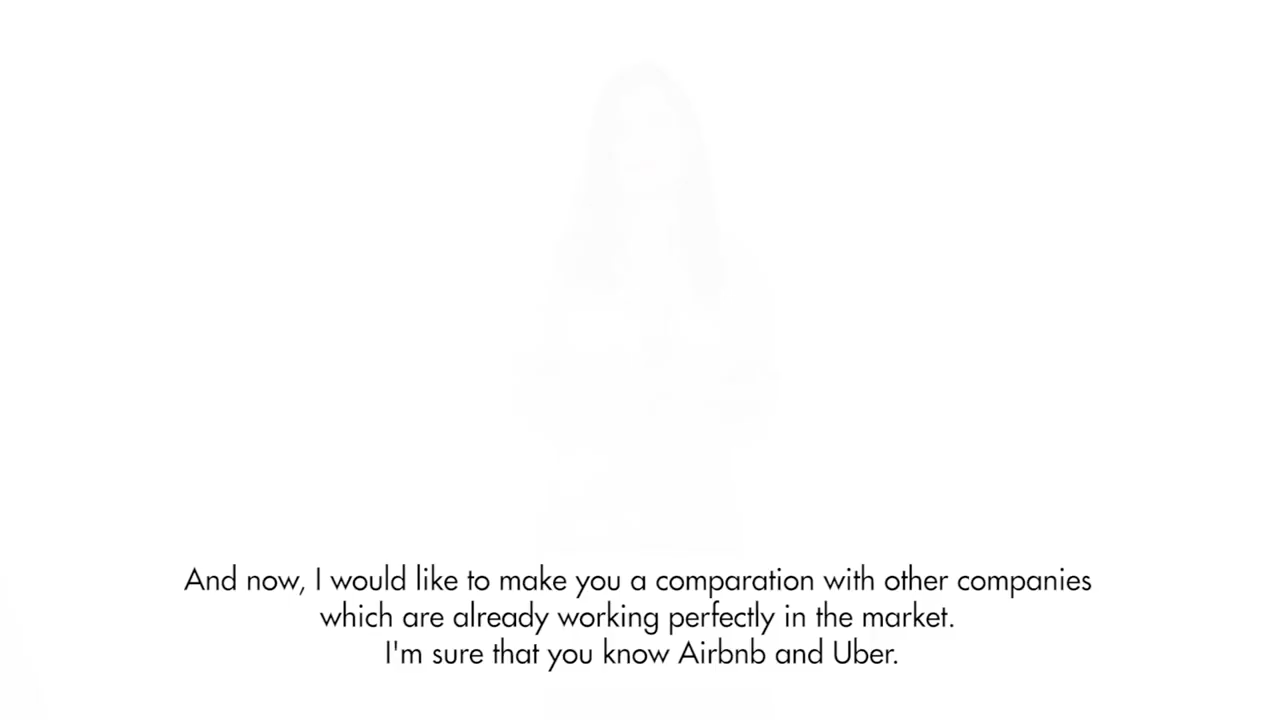 And now, I would like to make you a comparation with other companies
which are already working perfectly in the market.
I'm sure that you know Airbnb and Uber.